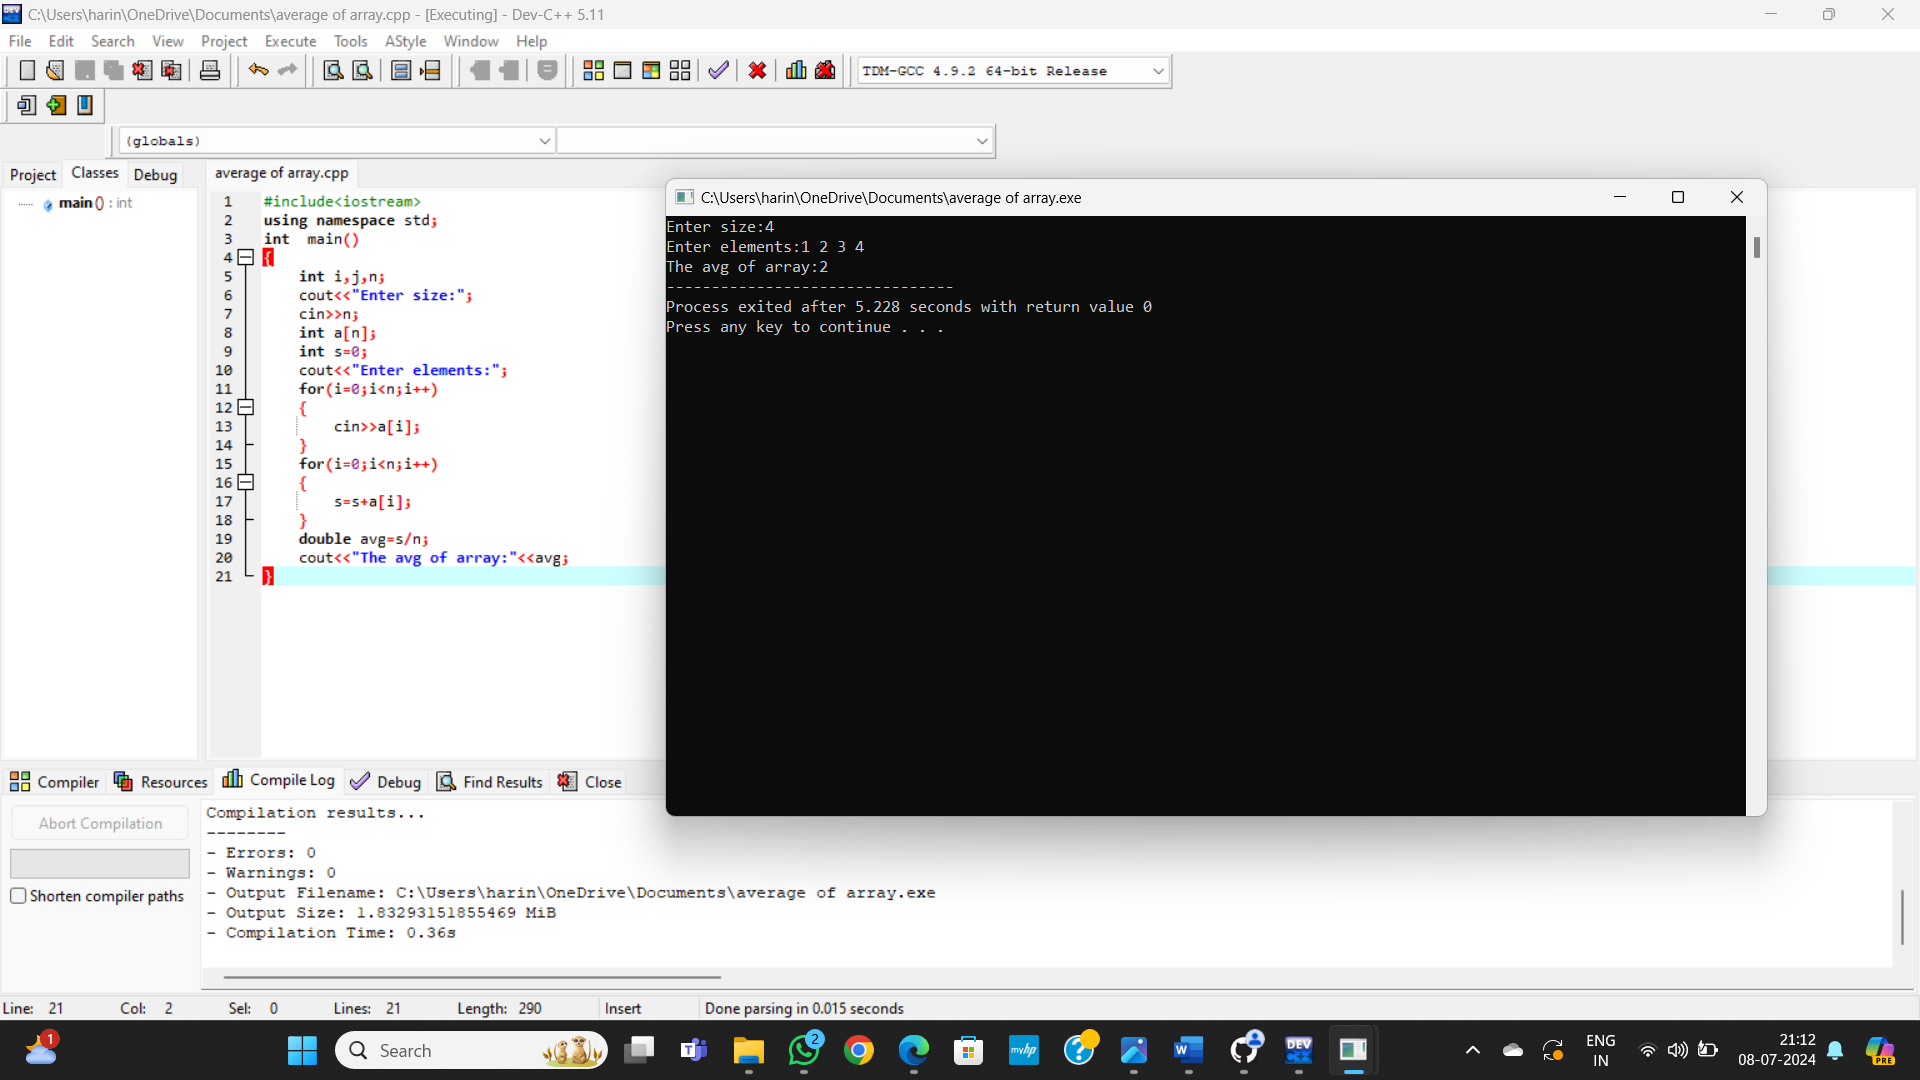 C:\Users\harin\OneDrive\Documents\average of array.cpp - [Executing] - Dev-C++ 5.11
File Edit Search View Project Execute Tools AStyle Window Help
TDM-GCC 4.9.2 64-bit Release
(globals)
Project Classes Debug
average of array.cpp
main() : int
1 #include<iostream>
2 using namespace std;
3 int  main()
4 {
5     int i,j,n;
6     cout<<"Enter size:";
7     cin>>n;
8     int a[n];
9     int s=0;
10     cout<<"Enter elements:";
11     for(i=0;i<n;i++)
12     {
13         cin>>a[i];
14     }
15     for(i=0;i<n;i++)
16     {
17         s=s+a[i];
18     }
19     double avg=s/n;
20     cout<<"The avg of array:"<<avg;
21 }
C:\Users\harin\OneDrive\Documents\average of array.exe
Enter size:4
Enter elements:1 2 3 4
The avg of array:2
--------------------------------
Process exited after 5.228 seconds with return value 0
Press any key to continue . . .
Compiler Resources Compile Log Debug Find Results Close
Abort Compilation
Shorten compiler paths
Compilation results...
--------
- Errors: 0
- Warnings: 0
- Output Filename: C:\Users\harin\OneDrive\Documents\average of array.exe
- Output Size: 1.83293151855469 MiB
- Compilation Time: 0.36s
Line: 21 Col: 2 Sel: 0 Lines: 21 Length: 290 Insert Done parsing in 0.015 seconds
1
Search
2
myhp
W
DEV
C++
ENG
IN
21:12
08-07-2024
PRE